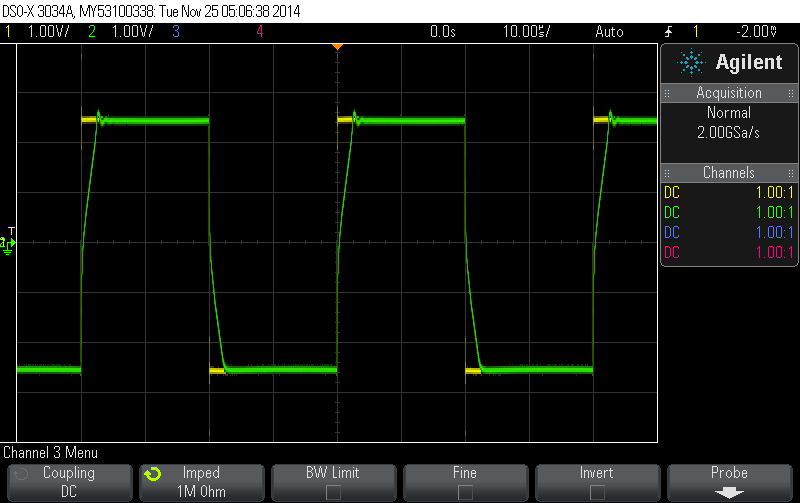 DSO-X 3034A, MY53100338: Tue Nov 25 05:06:38 2014
1 1.00V/ 2 1.00V/ 3 4 0.0s 10.00µs/ Auto 1 -2.00V
T
Agilent
Acquisition
Normal
2.00GSa/s
Channels
DC 1.00:1
DC 1.00:1
DC 1.00:1
DC 1.00:1
Channel 3 Menu
Coupling
DC
Imped
1M Ohm
BW Limit
Fine
Invert
Probe